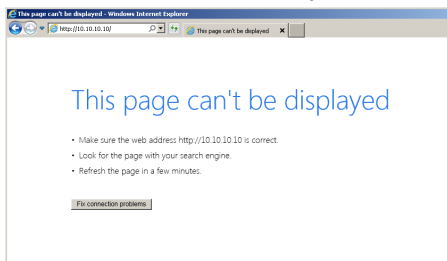 This page can't be displayed - Windows Internet Explorer
http://10.10.10.10/
This page can't be displayed
This page can't be displayed
• Make sure the web address http://10.10.10.10 is correct.
• Look for the page with your search engine.
• Refresh the page in a few minutes.
Fix connection problems